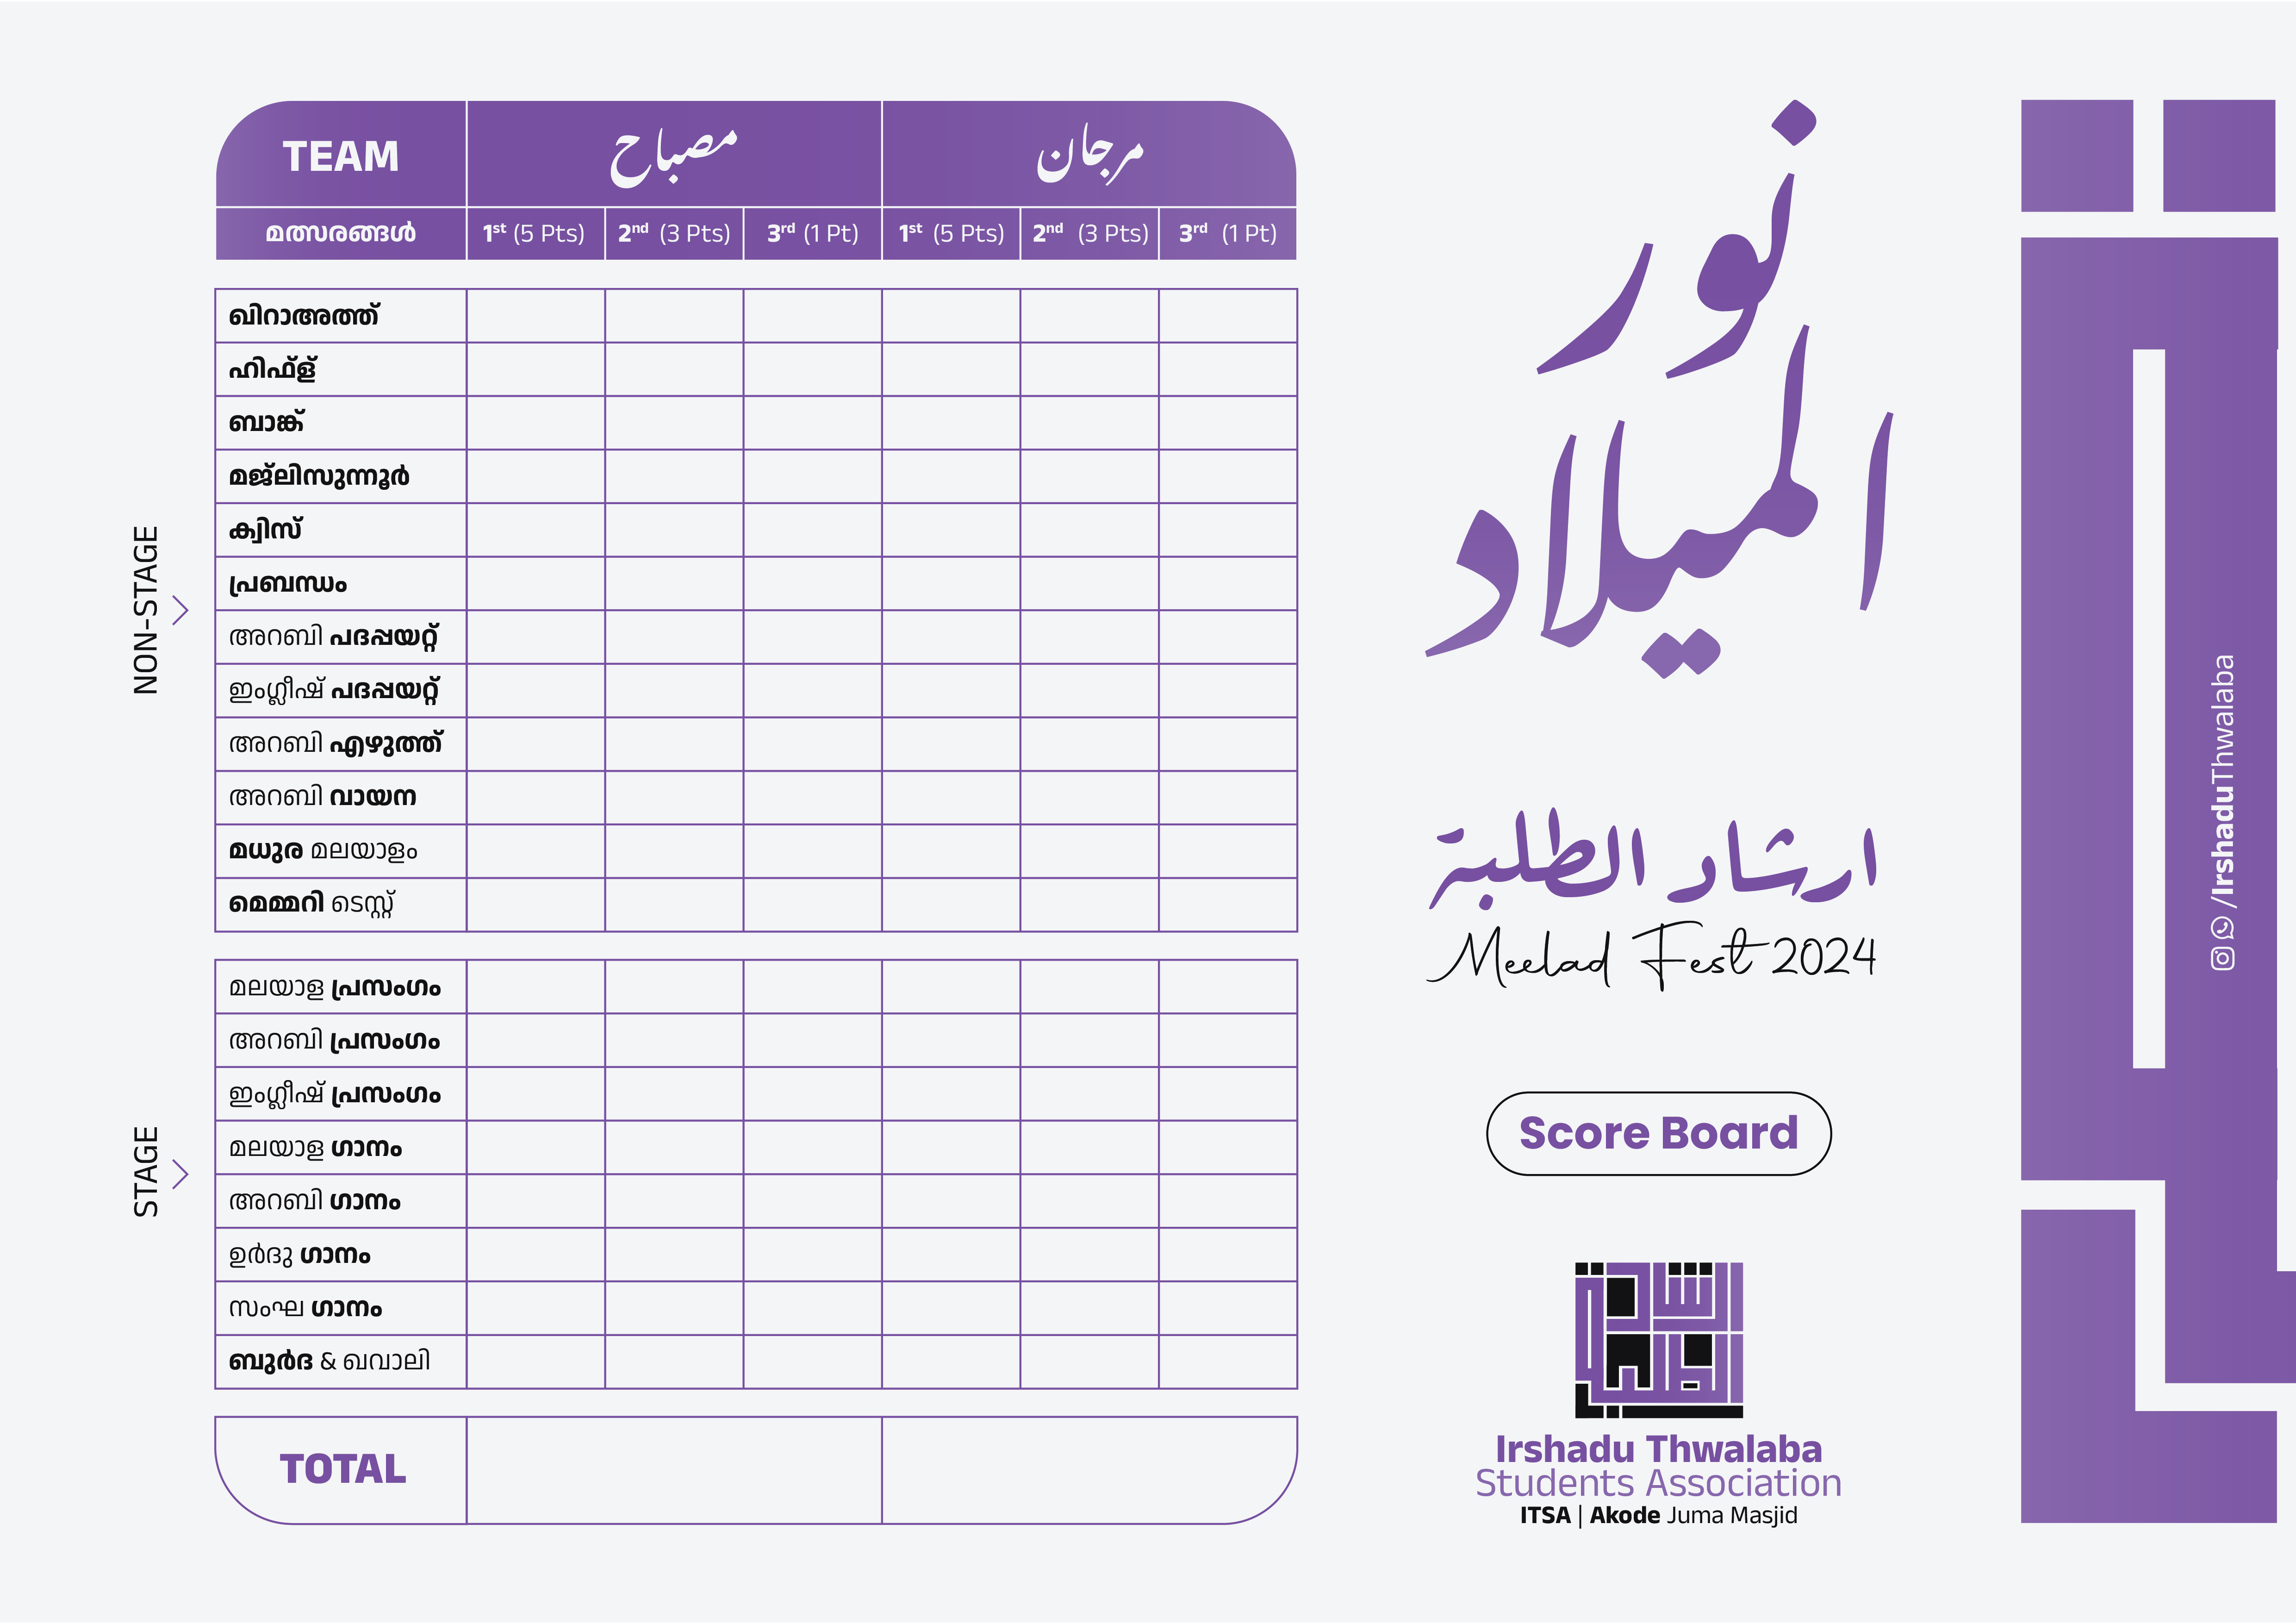 TEAM مصباح مرجان
മത്സരങ്ങൾ 1st (5 Pts) 2nd (3 Pts) 3rd (1 Pt) 1st (5 Pts) 2nd (3 Pts) 3rd (1 Pt)
NON-STAGE
ഖിറാഅത്ത്
ഹിഫ്ള്
ബാങ്ക്
മജ്ലിസുന്നൂർ
ക്വിസ്
പ്രബന്ധം
അറബി പദപ്പയറ്റ്
ഇംഗ്ലീഷ് പദപ്പയറ്റ്
അറബി എഴുത്ത്
അറബി വായന
മധുര മലയാളം
മെമ്മറി ടെസ്റ്റ്
STAGE
മലയാള പ്രസംഗം
അറബി പ്രസംഗം
ഇംഗ്ലീഷ് പ്രസംഗം
മലയാള ഗാനം
അറബി ഗാനം
ഉർദു ഗാനം
സംഘ ഗാനം
ബുർദ & ഖവാലി
TOTAL
نور
الميلاد
ارشاد الطلبة
Meelad Fest 2024
Score Board
Irshadu Thwalaba
Students Association
ITSA | Akode Juma Masjid
/IrshaduThwalaba